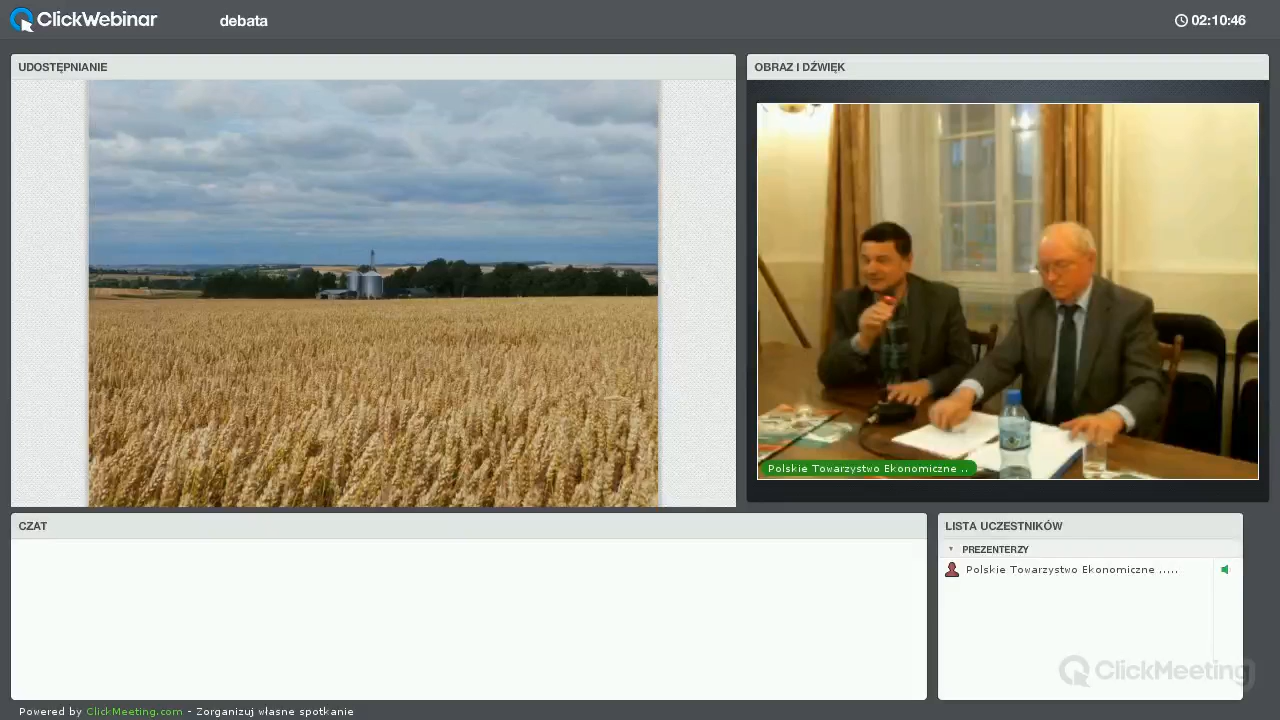 ClickWebinar
debata
02:10:46
UDOSTĘPNIANIE
OBRAZ I DŹWIĘK
Polskie Towarzystwo Ekonomiczne ..
CZAT
LISTA UCZESTNIKÓW
PREZENTERZY
Polskie Towarzystwo Ekonomiczne .....
ClickMeeting
Powered by ClickMeeting.com - Zorganizuj własne spotkanie